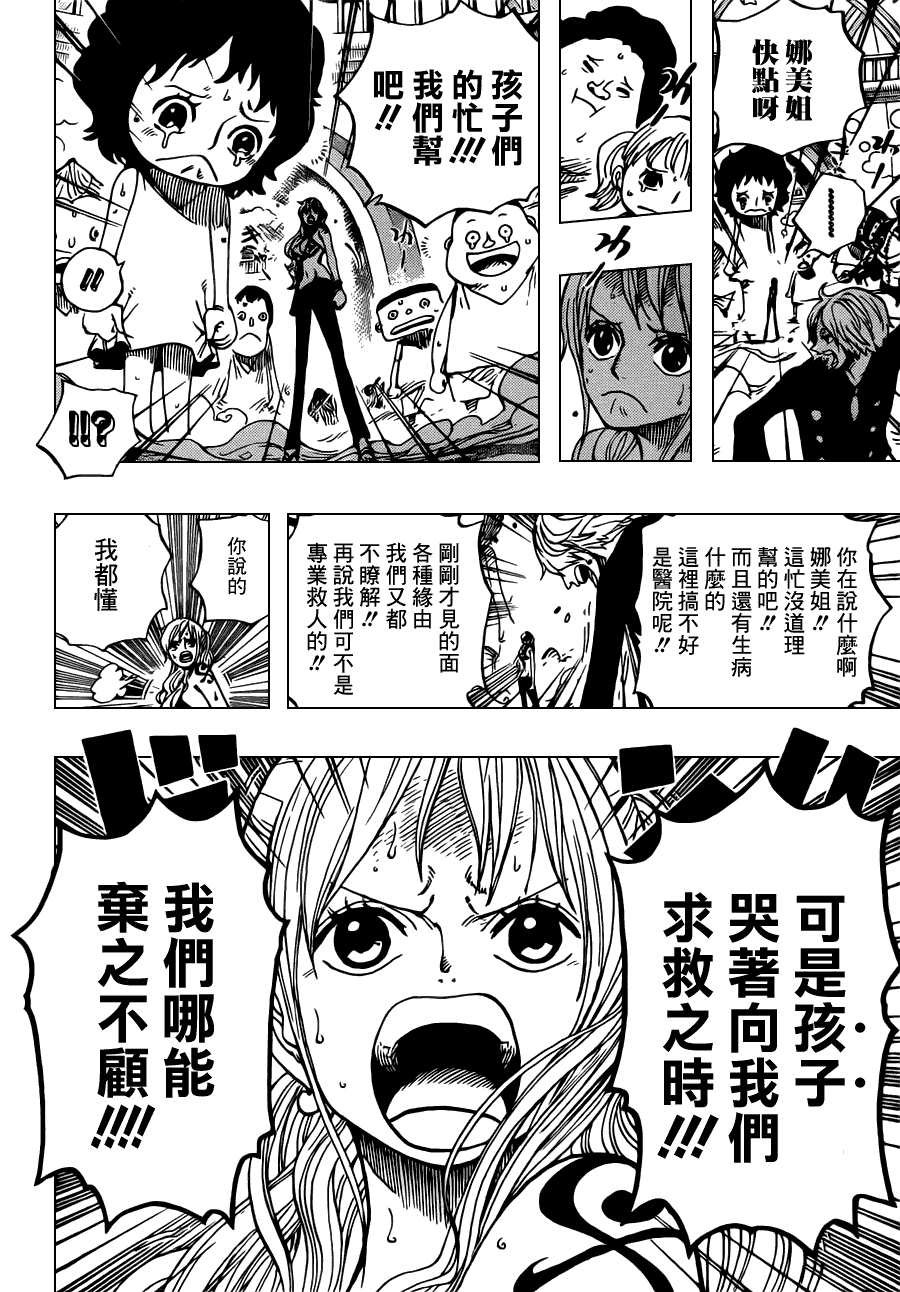 娜美姐
快點呀
…………
孩子們
的忙!!!
我們幫
吧!!
!!
!!?
你在說什麼啊
娜美姐!!
這忙沒道理
幫的吧!!
而且還有生病
什麼的
這裡搞不好
是醫院呢!!
剛剛才見的面
各種緣由
我們又都
不瞭解!!
再說我們可不是
專業救人的!!
你說的
我都懂
可是孩子
哭著向我們
求救之時!!!
我們哪能
棄之不顧
!!!!